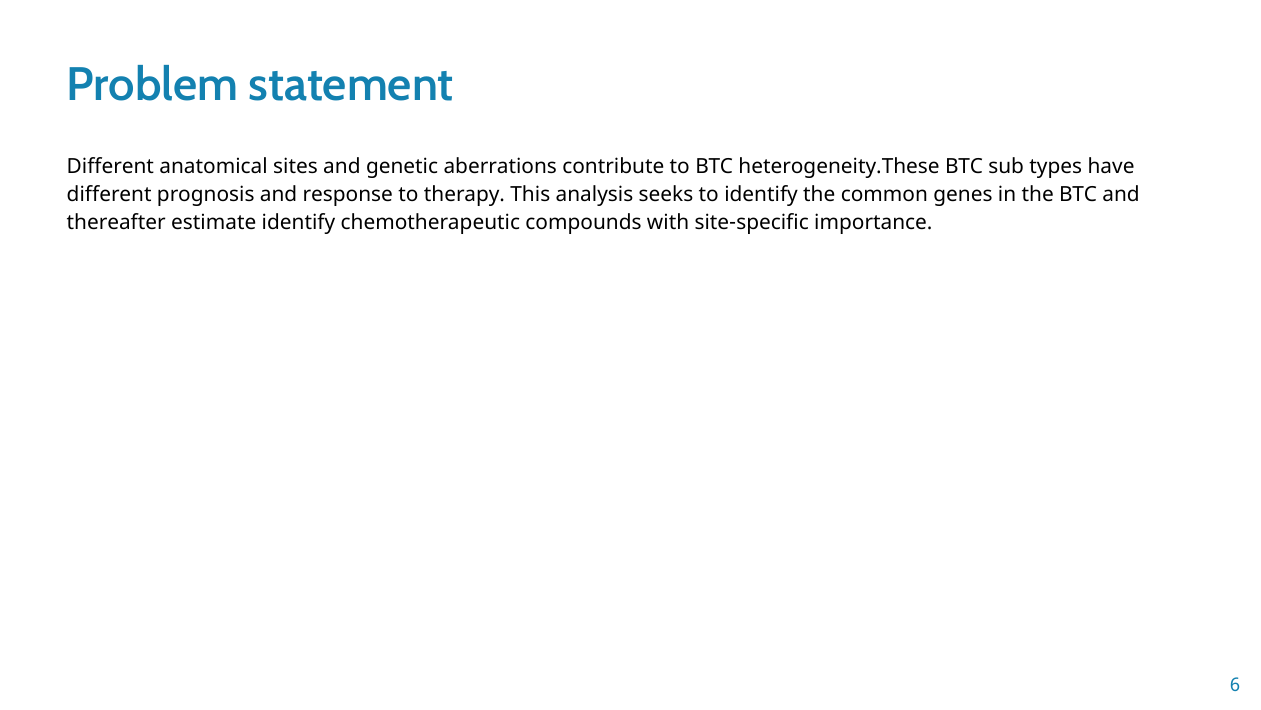 Problem statement
Different anatomical sites and genetic aberrations contribute to BTC heterogeneity.These BTC sub types have
different prognosis and response to therapy. This analysis seeks to identify the common genes in the BTC and
thereafter estimate identify chemotherapeutic compounds with site-specific importance.
6